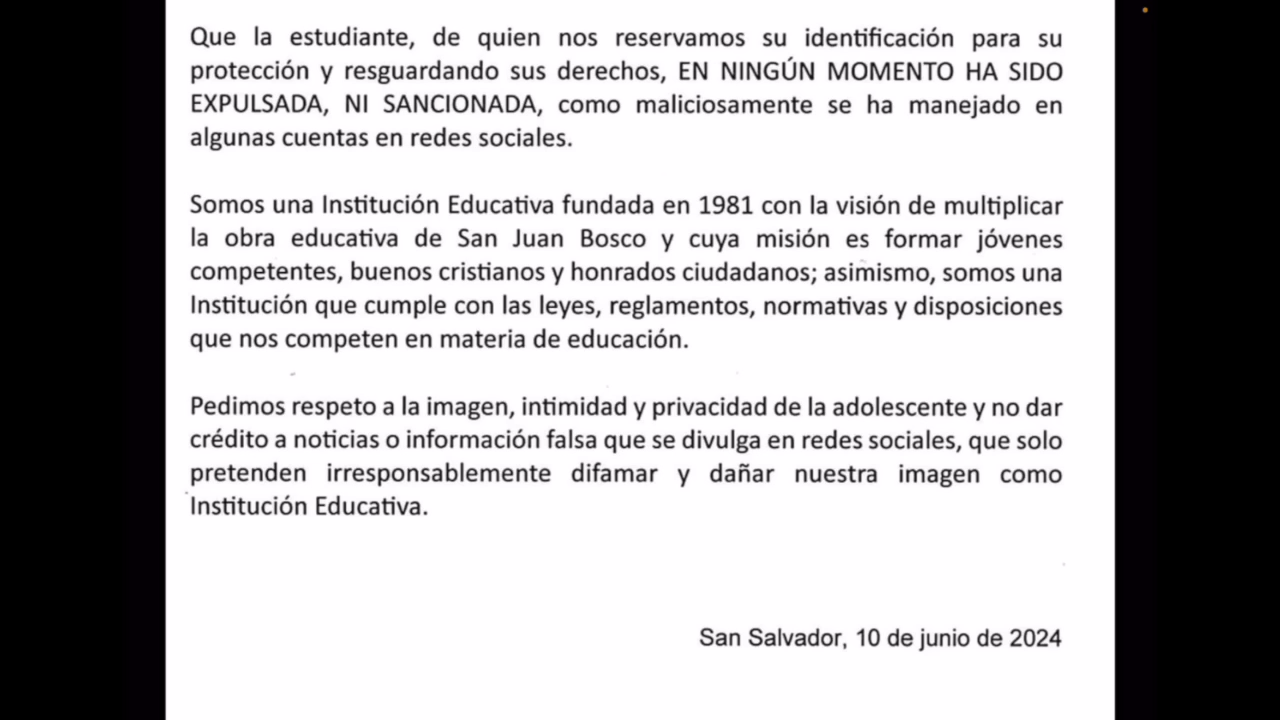 Que la estudiante, de quien nos reservamos su identificación para su
protección y resguardando sus derechos, EN NINGÚN MOMENTO HA SIDO
EXPULSADA, NI SANCIONADA, como maliciosamente se ha manejado en
algunas cuentas en redes sociales.
Somos una Institución Educativa fundada en 1981 con la visión de multiplicar
la obra educativa de San Juan Bosco y cuya misión es formar jóvenes
competentes, buenos cristianos y honrados ciudadanos; asimismo, somos una
Institución que cumple con las leyes, reglamentos, normativas y disposiciones
que nos competen en materia de educación.
Pedimos respeto a la imagen, intimidad y privacidad de la adolescente y no dar
crédito a noticias o información falsa que se divulga en redes sociales, que solo
pretenden irresponsablemente difamar y dañar nuestra imagen como
Institución Educativa.
San Salvador, 10 de junio de 2024